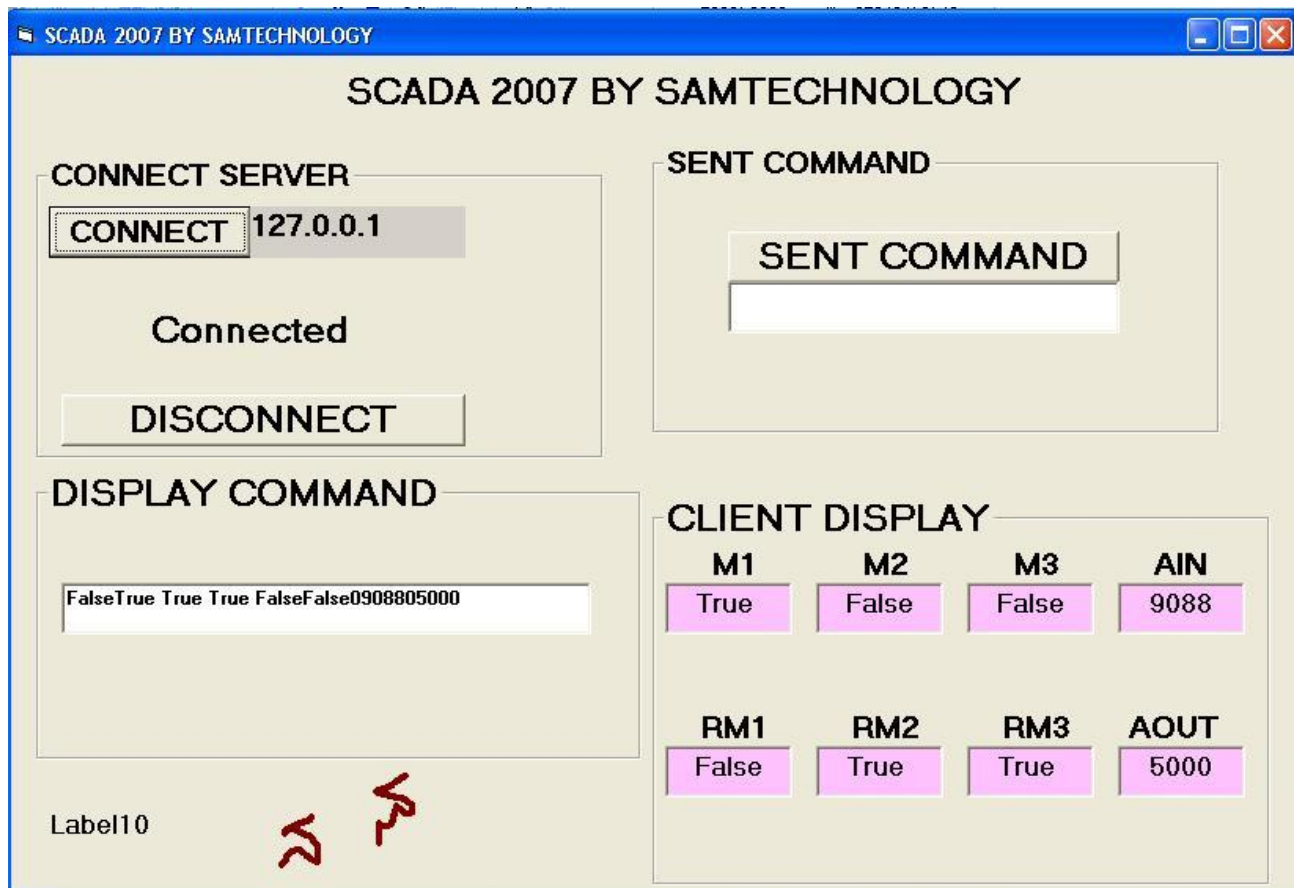 SCADA 2007 BY SAMTECHNOLOGY
SCADA 2007 BY SAMTECHNOLOGY
CONNECT SERVER
CONNECT 127.0.0.1
Connected
DISCONNECT
SENT COMMAND
SENT COMMAND
DISPLAY COMMAND
FalseTrue True True FalseFalse0908805000
CLIENT DISPLAY
M1 M2 M3 AIN
True False False 9088
RM1 RM2 RM3 AOUT
False True True 5000
Label10